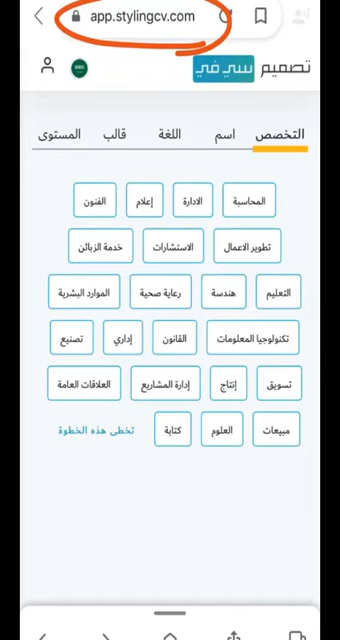 app.stylingcv.com
تصميم سي في
التخصص اسم اللغة قالب المستوى
المحاسبة الادارة إعلام الفنون
تطوير الاعمال الاستشارات خدمة الزبائن
التعليم هندسة رعاية صحية الموارد البشرية
تكنولوجيا المعلومات القانون إداري تصنيع
تسويق إنتاج إدارة المشاريع العلاقات العامة
مبيعات العلوم كتابة تخطى هذه الخطوة